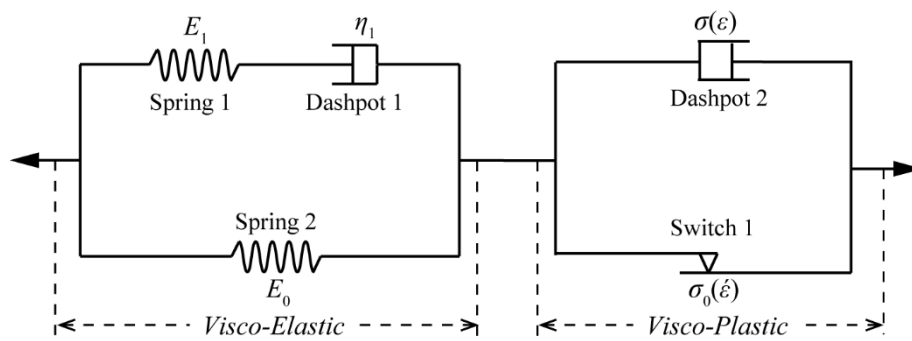 E₁
η₁
Spring 1
Dashpot 1
σ(ε)
Dashpot 2
Spring 2
E₀
Switch 1
σ₀(έ)
Visco-Elastic
Visco-Plastic